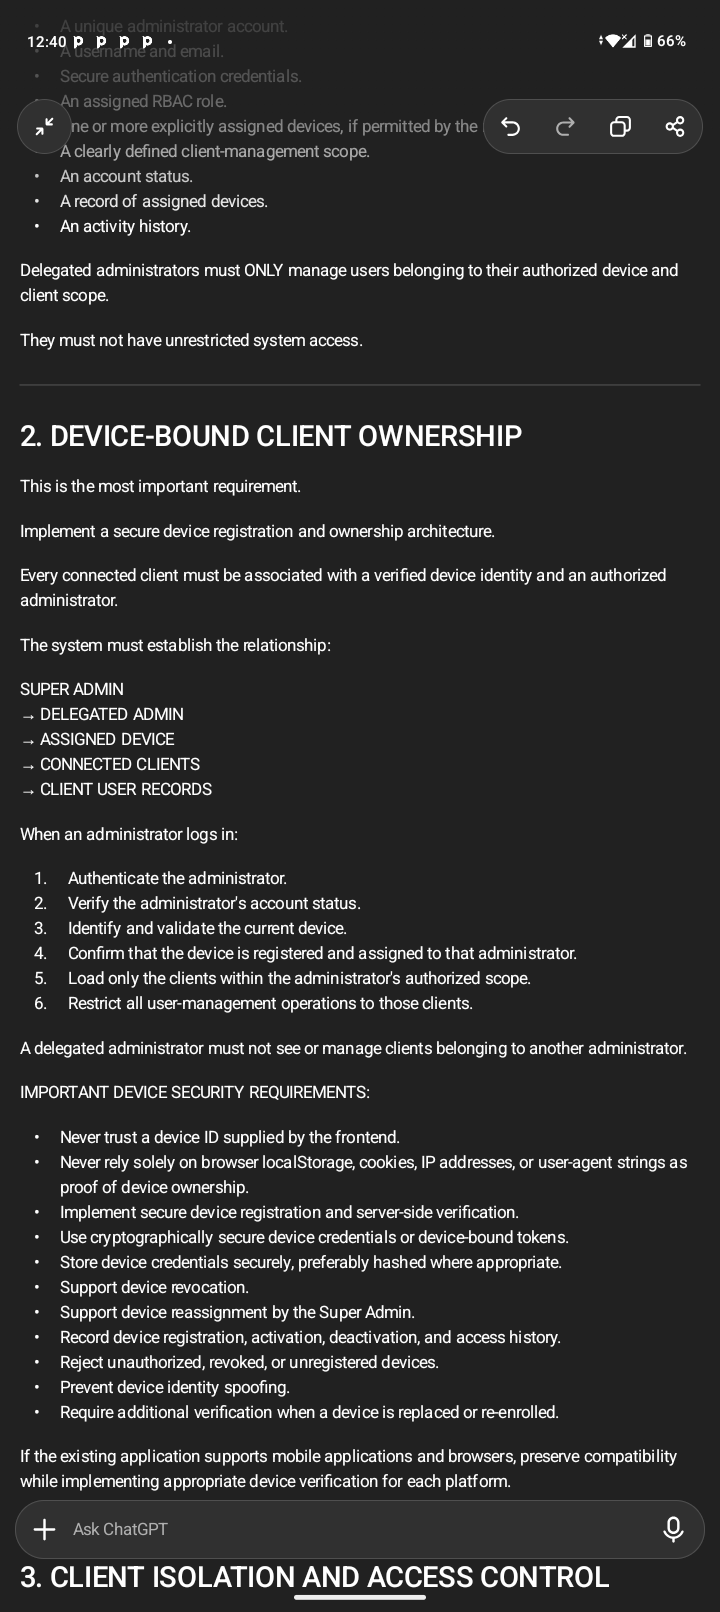 • A unique administrator account.
12:40 P P P P • 66%
• A username and email.
• Secure authentication credentials.
• An assigned RBAC role.
ne or more explicitly assigned devices, if permitted by the
A clearly defined client-management scope.
• An account status.
• A record of assigned devices.
• An activity history.
Delegated administrators must ONLY manage users belonging to their authorized device and
client scope.
They must not have unrestricted system access.
2. DEVICE-BOUND CLIENT OWNERSHIP
This is the most important requirement.
Implement a secure device registration and ownership architecture.
Every connected client must be associated with a verified device identity and an authorized
administrator.
The system must establish the relationship:
SUPER ADMIN
→ DELEGATED ADMIN
→ ASSIGNED DEVICE
→ CONNECTED CLIENTS
→ CLIENT USER RECORDS
When an administrator logs in:
1. Authenticate the administrator.
2. Verify the administrator's account status.
3. Identify and validate the current device.
4. Confirm that the device is registered and assigned to that administrator.
5. Load only the clients within the administrator's authorized scope.
6. Restrict all user-management operations to those clients.
A delegated administrator must not see or manage clients belonging to another administrator.
IMPORTANT DEVICE SECURITY REQUIREMENTS:
• Never trust a device ID supplied by the frontend.
• Never rely solely on browser localStorage, cookies, IP addresses, or user-agent strings as
proof of device ownership.
• Implement secure device registration and server-side verification.
• Use cryptographically secure device credentials or device-bound tokens.
• Store device credentials securely, preferably hashed where appropriate.
• Support device revocation.
• Support device reassignment by the Super Admin.
• Record device registration, activation, deactivation, and access history.
• Reject unauthorized, revoked, or unregistered devices.
• Prevent device identity spoofing.
• Require additional verification when a device is replaced or re-enrolled.
If the existing application supports mobile applications and browsers, preserve compatibility
while implementing appropriate device verification for each platform.
Ask ChatGPT
3. CLIENT ISOLATION AND ACCESS CONTROL